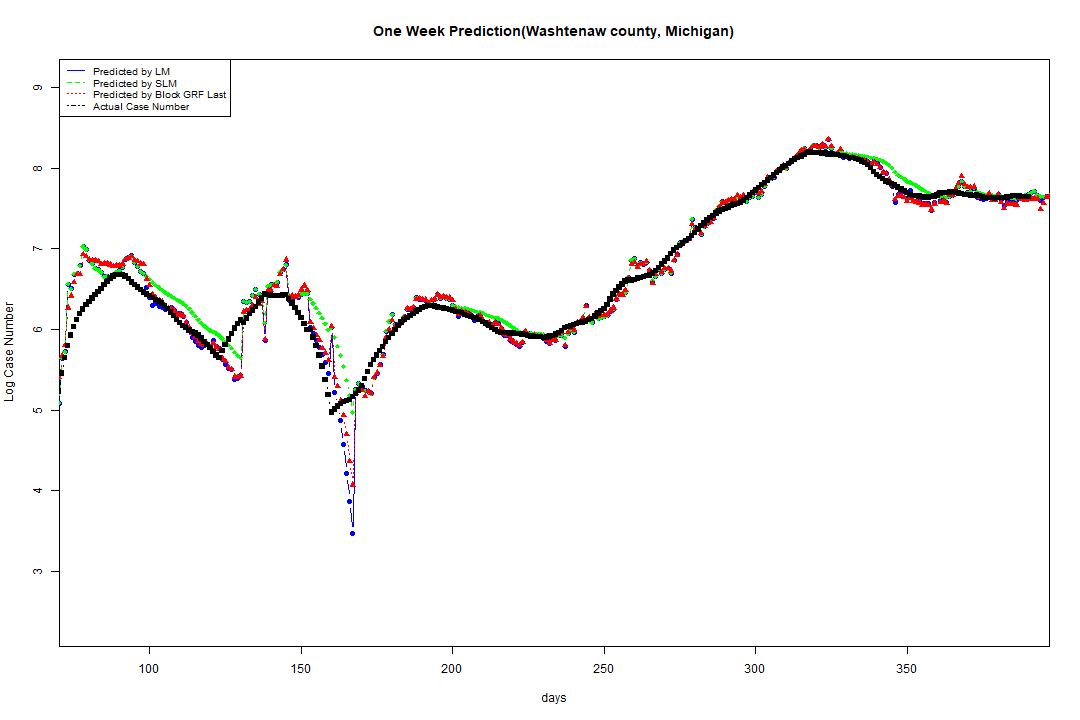 One Week Prediction(Washtenaw county, Michigan)
Predicted by LM
Predicted by SLM
Predicted by Block GRF Last
Actual Case Number
9
8
7
6
5
4
3
Log Case Number
100 150 200 250 300 350
days